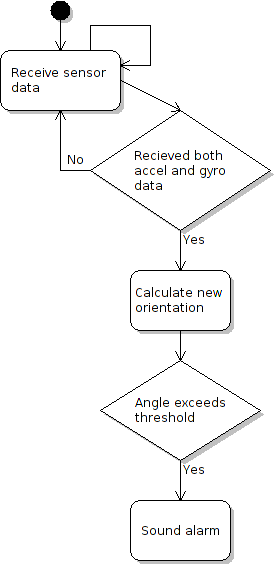 Receive sensor
data
Recieved both
accel and gyro
data
No
Yes
Calculate new
orientation
Angle exceeds
threshold
Yes
Sound alarm